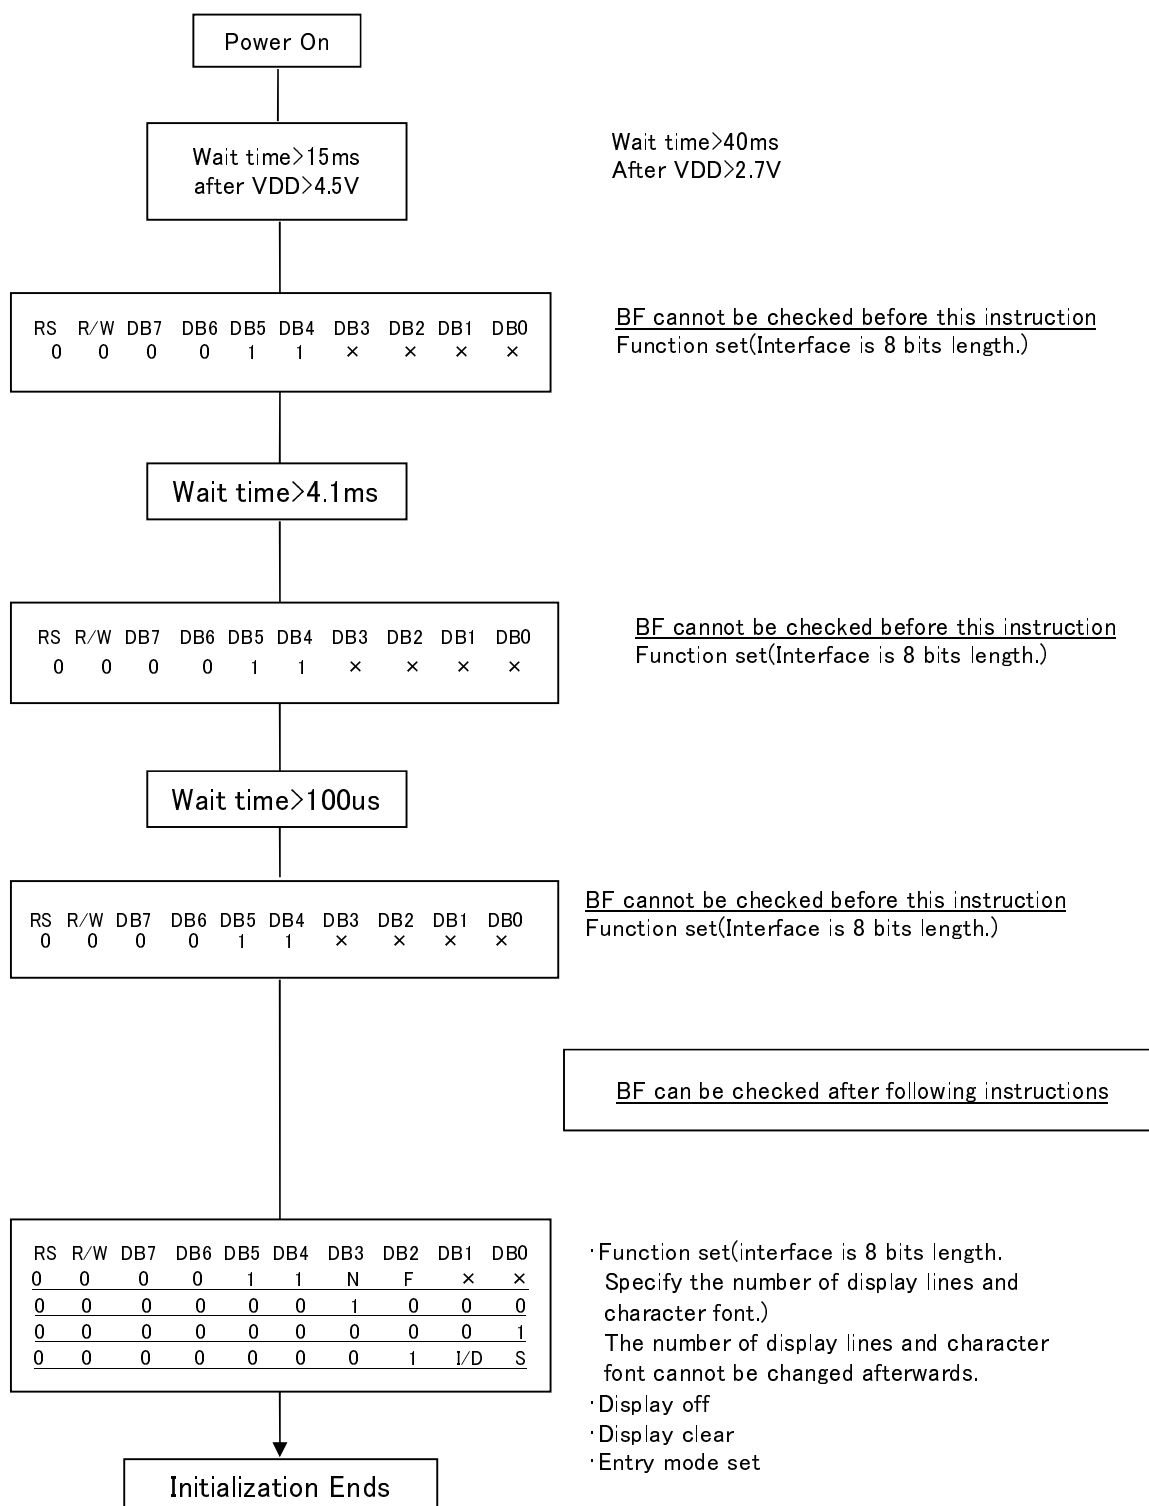 Power On
Wait time>15ms
after VDD>4.5V
Wait time>40ms
After VDD>2.7V
RS R/W DB7 DB6 DB5 DB4 DB3 DB2 DB1 DB0
0 0 0 0 1 1 × × × ×
BF cannot be checked before this instruction
Function set(Interface is 8 bits length.)
Wait time>4.1ms
RS R/W DB7 DB6 DB5 DB4 DB3 DB2 DB1 DB0
0 0 0 0 1 1 × × × ×
BF cannot be checked before this instruction
Function set(Interface is 8 bits length.)
Wait time>100us
RS R/W DB7 DB6 DB5 DB4 DB3 DB2 DB1 DB0
0 0 0 0 1 1 × × × ×
BF cannot be checked before this instruction
Function set(Interface is 8 bits length.)
BF can be checked after following instructions
RS R/W DB7 DB6 DB5 DB4 DB3 DB2 DB1 DB0
0 0 0 0 1 1 N F × ×
0 0 0 0 0 0 1 0 0 0
0 0 0 0 0 0 0 0 0 1
0 0 0 0 0 0 0 1 I/D S
･Function set(interface is 8 bits length.
Specify the number of display lines and
character font.)
The number of display lines and character
font cannot be changed afterwards.
･Display off
･Display clear
･Entry mode set
Initialization Ends